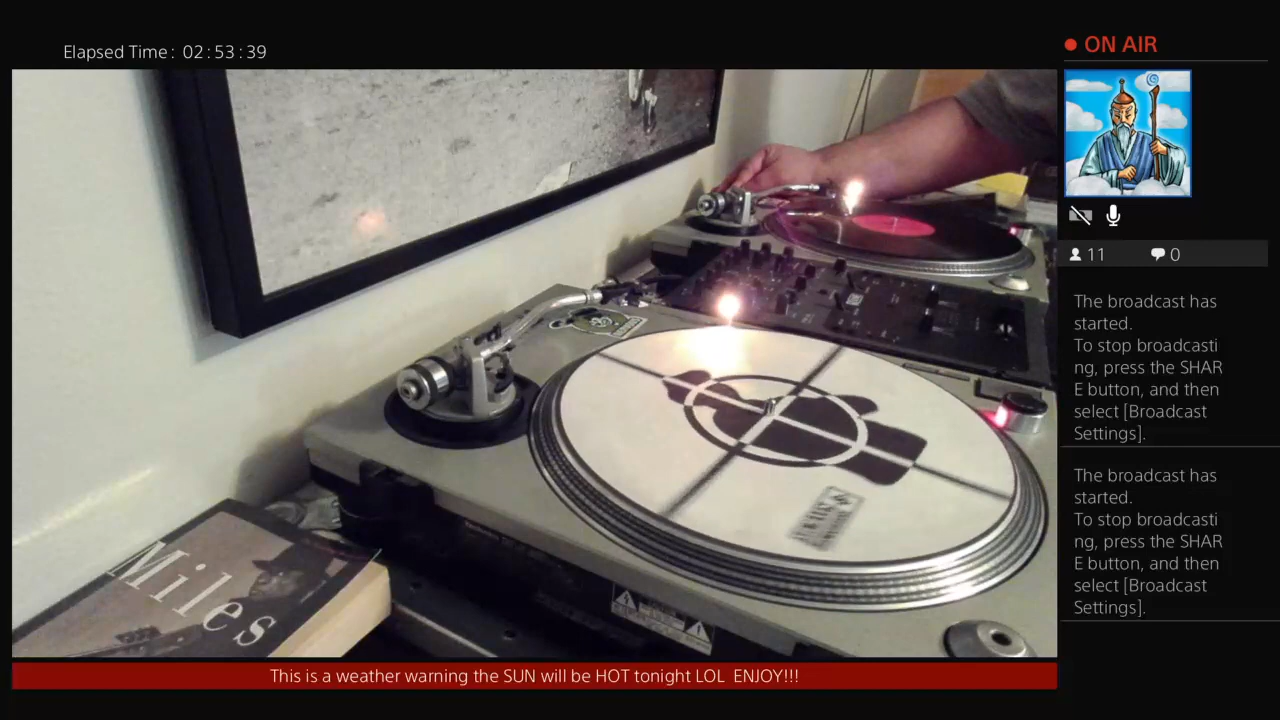 Elapsed Time: 02:53:39
ON AIR
11
0
The broadcast has
started.
To stop broadcasti
ng, press the SHAR
E button, and then
select [Broadcast
Settings].
The broadcast has
started.
To stop broadcasti
ng, press the SHAR
E button, and then
select [Broadcast
Settings].
Miles
This is a weather warning the SUN will be HOT tonight LOL ENJOY!!!